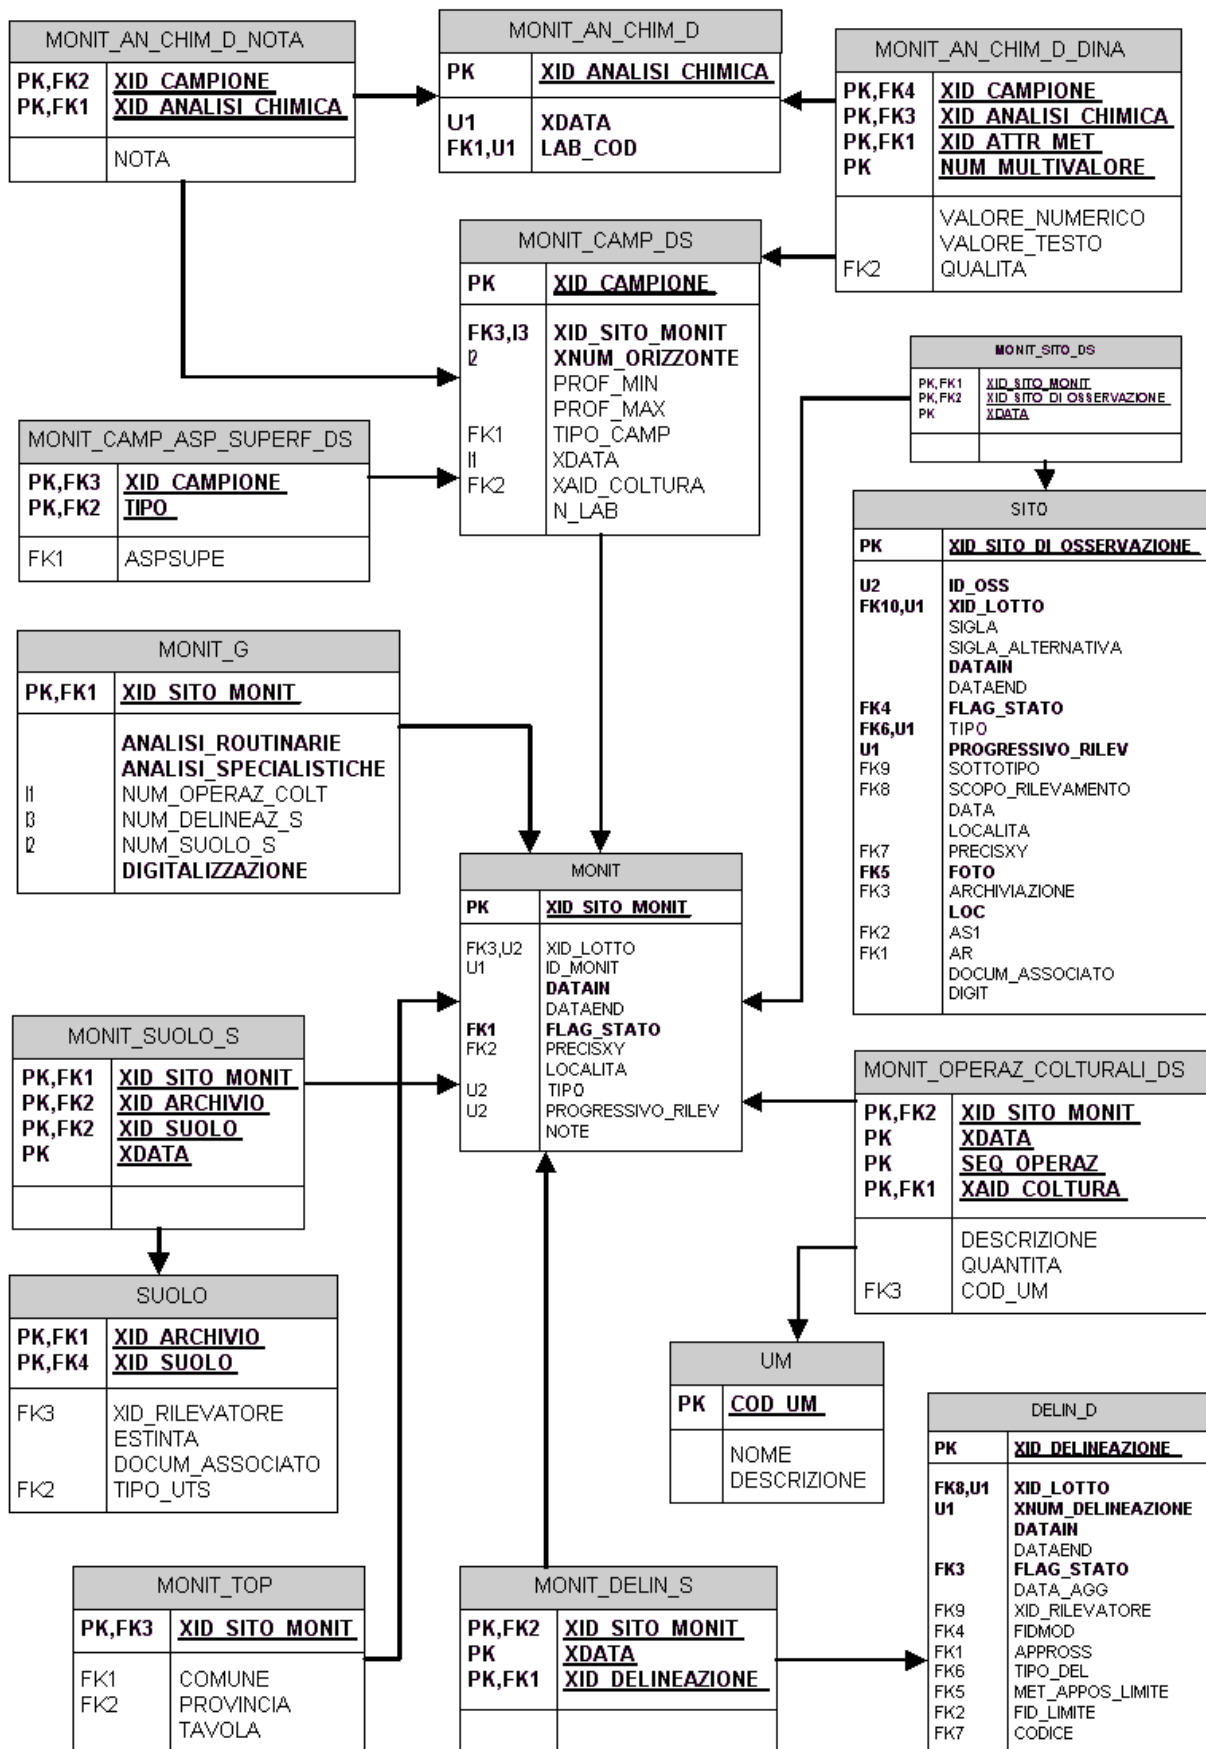 MONIT_AN_CHIM_D_NOTA
PK,FK2 XID_CAMPIONE
PK,FK1 XID_ANALISI_CHIMICA
NOTA
MONIT_AN_CHIM_D
PK XID_ANALISI_CHIMICA
U1 XDATA
FK1,U1 LAB_COD
MONIT_AN_CHIM_D_DINA
PK,FK4 XID_CAMPIONE
PK,FK3 XID_ANALISI_CHIMICA
PK,FK1 XID_ATTR_MET
PK NUM_MULTIVALORE
VALORE_NUMERICO
VALORE_TESTO
FK2 QUALITA
MONIT_CAMP_DS
PK XID_CAMPIONE
FK3,I3 XID_SITO_MONIT
I2 XNUM_ORIZZONTE
PROF_MIN
PROF_MAX
FK1 TIPO_CAMP
I1 XDATA
FK2 XAID_COLTURA
N_LAB
MONIT_SITO_DS
PK,FK1 XID_SITO_MONIT
PK,FK2 XID_SITO_DI_OSSERVAZIONE
PK XDATA
MONIT_CAMP_ASP_SUPERF_DS
PK,FK3 XID_CAMPIONE
PK,FK2 TIPO
FK1 ASPSUPE
SITO
PK XID_SITO_DI_OSSERVAZIONE
U2 ID_OSS
FK10,U1 XID_LOTTO
SIGLA
SIGLA_ALTERNATIVA
DATAIN
DATAEND
FK4 FLAG_STATO
FK6,U1 TIPO
U1 PROGRESSIVO_RILEV
FK9 SOTTOTIPO
FK8 SCOPO_RILEVAMENTO
DATA
LOCALITA
FK7 PRECISXY
FK5 FOTO
FK3 ARCHIVIAZIONE
LOC
FK2 AS1
FK1 AR
DOCUM_ASSOCIATO
DIGIT
MONIT_G
PK,FK1 XID_SITO_MONIT
ANALISI_ROUTINARIE
ANALISI_SPECIALISTICHE
I1 NUM_OPERAZ_COLT
I3 NUM_DELINEAZ_S
I2 NUM_SUOLO_S
DIGITALIZZAZIONE
MONIT
PK XID_SITO_MONIT
FK3,U2 XID_LOTTO
U1 ID_MONIT
DATAIN
DATAEND
FK1 FLAG_STATO
FK2 PRECISXY
LOCALITA
U2 TIPO
U2 PROGRESSIVO_RILEV
NOTE
MONIT_SUOLO_S
PK,FK1 XID_SITO_MONIT
PK,FK2 XID_ARCHIVIO
PK,FK2 XID_SUOLO
PK XDATA
MONIT_OPERAZ_COLTURALI_DS
PK,FK2 XID_SITO_MONIT
PK XDATA
PK SEQ_OPERAZ
PK,FK1 XAID_COLTURA
DESCRIZIONE
QUANTITA
FK3 COD_UM
SUOLO
PK,FK1 XID_ARCHIVIO
PK,FK4 XID_SUOLO
FK3 XID_RILEVATORE
ESTINTA
DOCUM_ASSOCIATO
FK2 TIPO_UTS
UM
PK COD_UM
NOME
DESCRIZIONE
DELIN_D
PK XID_DELINEAZIONE
FK8,U1 XID_LOTTO
U1 XNUM_DELINEAZIONE
DATAIN
DATAEND
FK3 FLAG_STATO
DATA_AGG
FK9 XID_RILEVATORE
FK4 FIDMOD
FK1 APPROSS
FK6 TIPO_DEL
FK5 MET_APPOS_LIMITE
FK2 FID_LIMITE
FK7 CODICE
MONIT_TOP
PK,FK3 XID_SITO_MONIT
FK1 COMUNE
FK2 PROVINCIA
TAVOLA
MONIT_DELIN_S
PK,FK2 XID_SITO_MONIT
PK XDATA
PK,FK1 XID_DELINEAZIONE